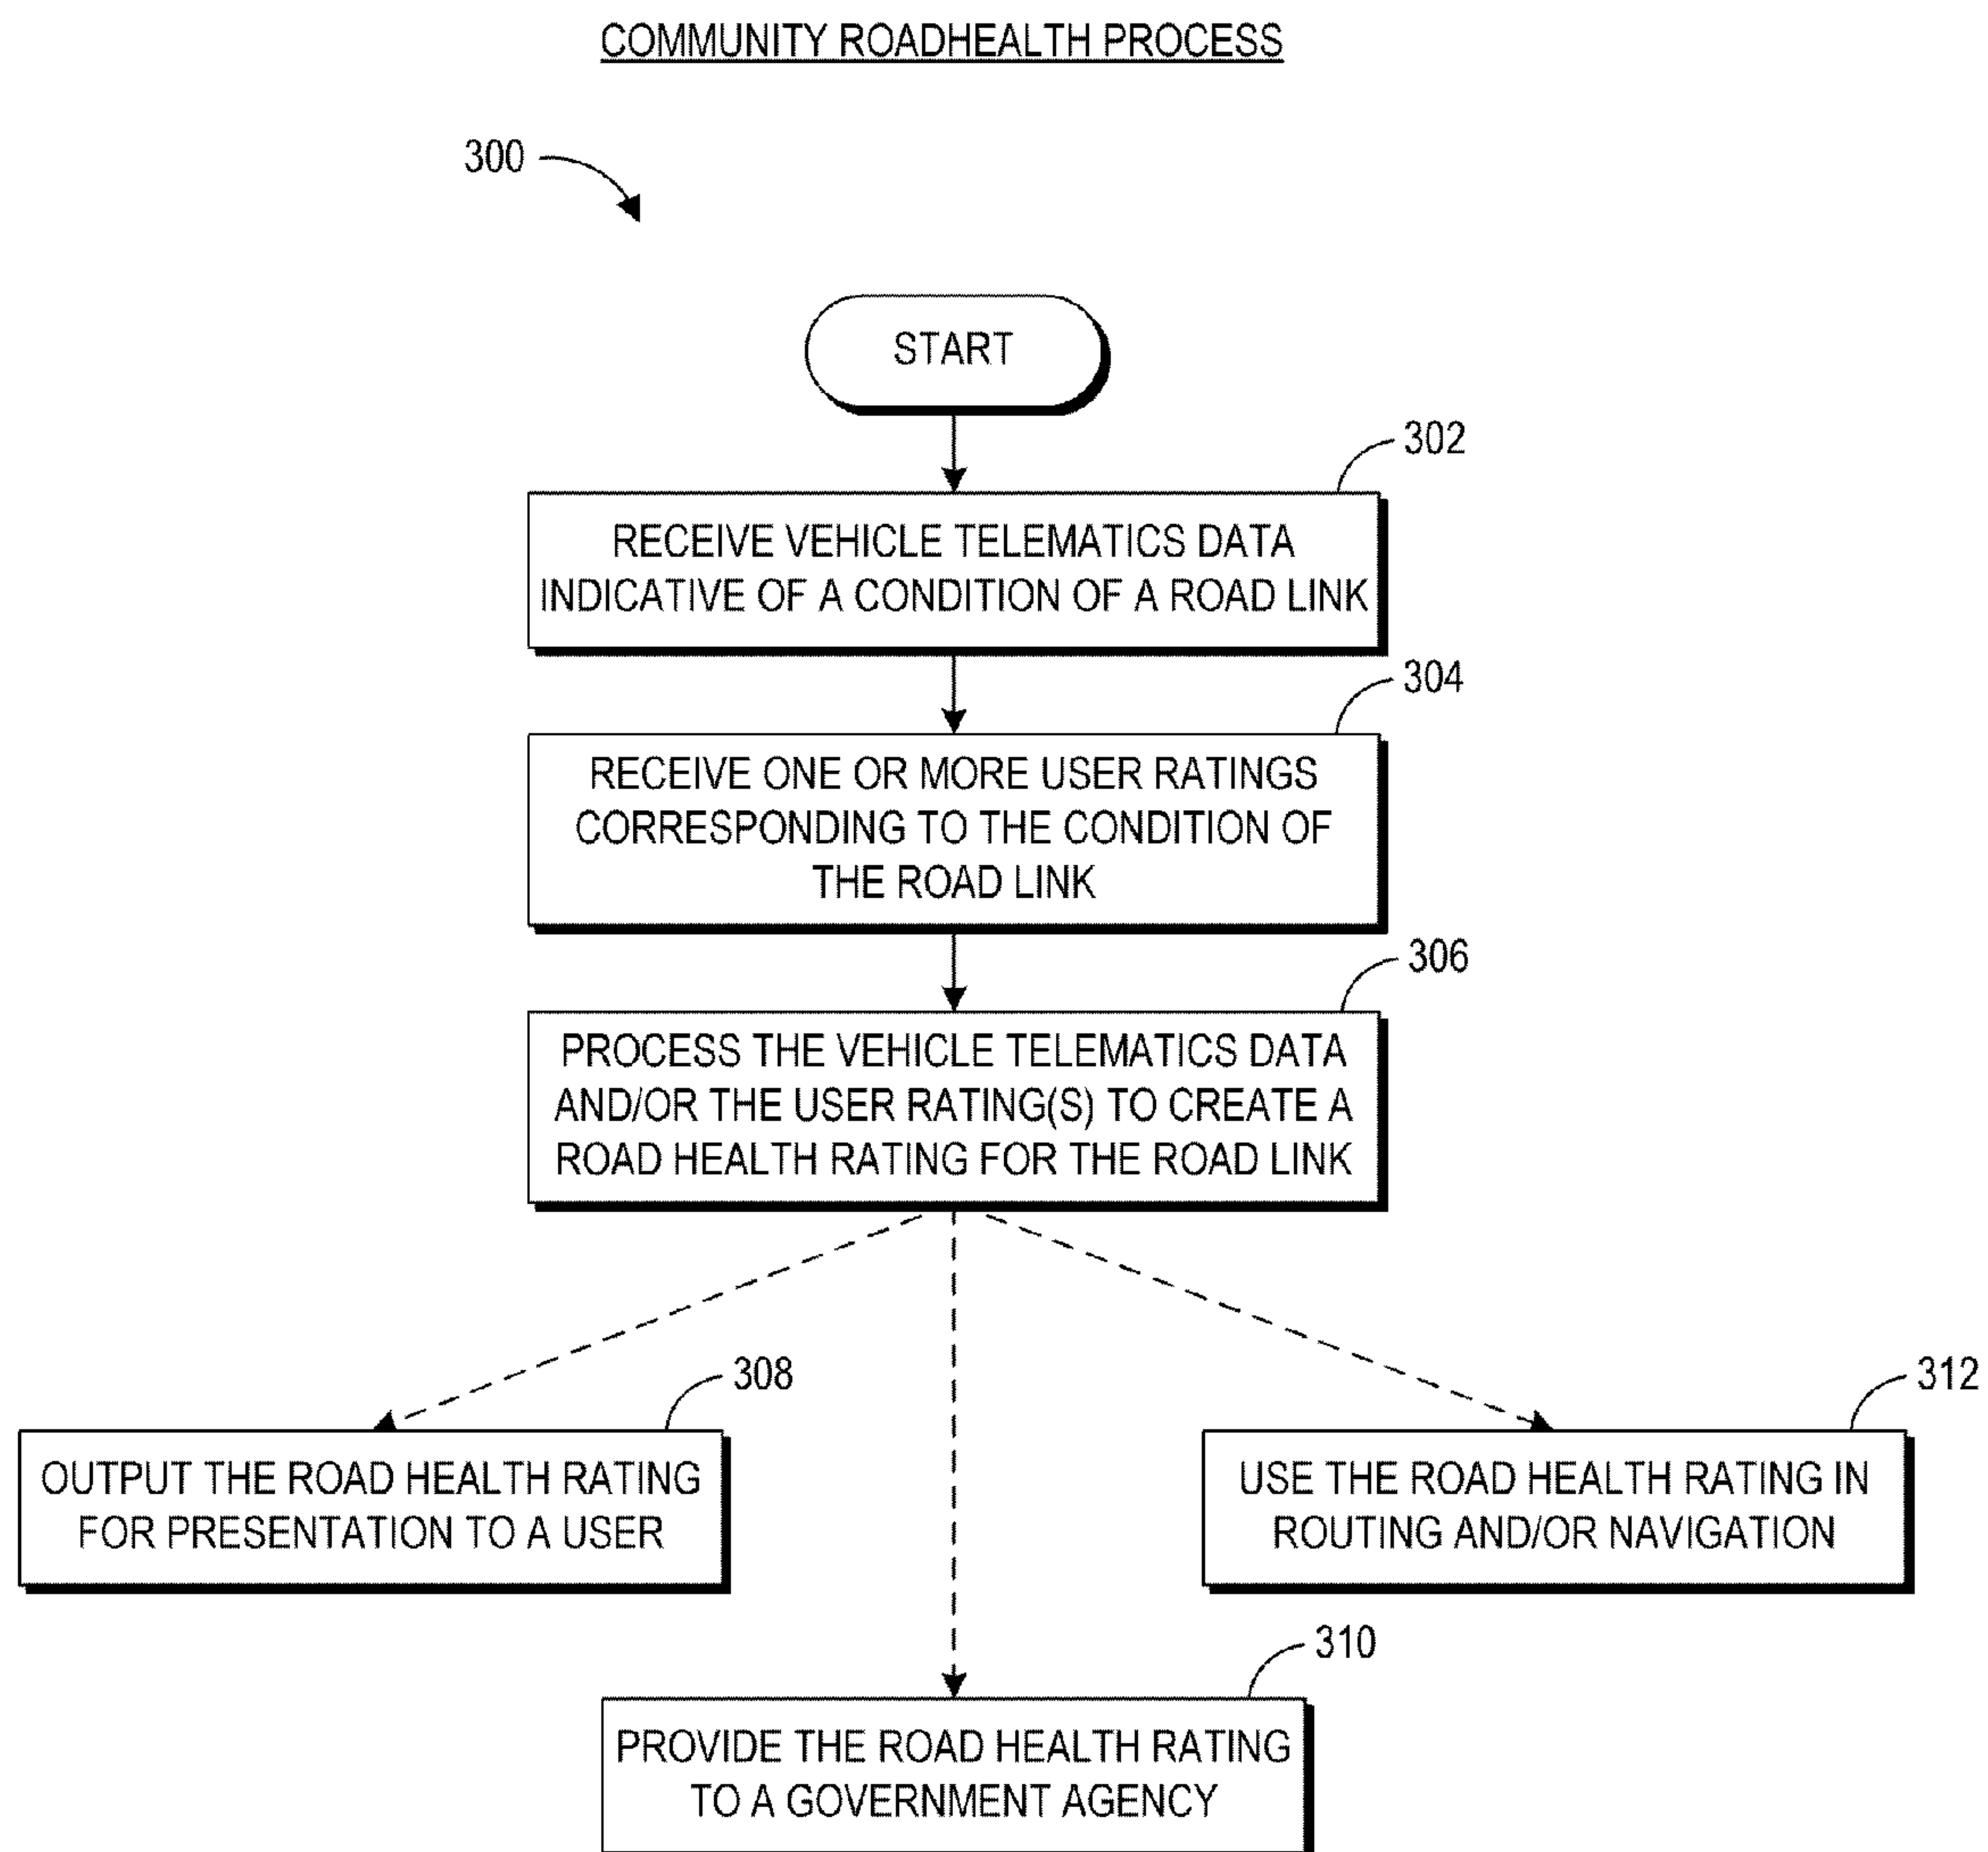 COMMUNITY ROADHEALTH PROCESS
300
START
302
RECEIVE VEHICLE TELEMATICS DATA
INDICATIVE OF A CONDITION OF A ROAD LINK
304
RECEIVE ONE OR MORE USER RATINGS
CORRESPONDING TO THE CONDITION OF
THE ROAD LINK
306
PROCESS THE VEHICLE TELEMATICS DATA
AND/OR THE USER RATING(S) TO CREATE A
ROAD HEALTH RATING FOR THE ROAD LINK
308
OUTPUT THE ROAD HEALTH RATING
FOR PRESENTATION TO A USER
312
USE THE ROAD HEALTH RATING IN
ROUTING AND/OR NAVIGATION
310
PROVIDE THE ROAD HEALTH RATING
TO A GOVERNMENT AGENCY